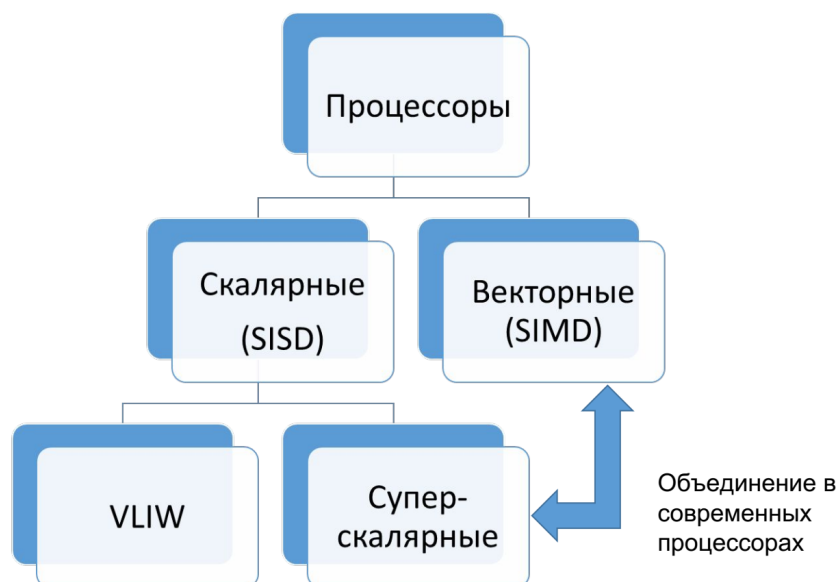 Процессоры
Скалярные
(SISD)
Векторные
(SIMD)
VLIW
Супер-
скалярные
Объединение в
современных
процессорах